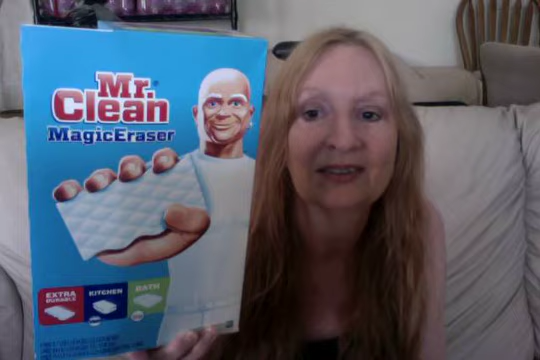 Mr.
Clean
MagicEraser
EXTRA
DURABLE
KITCHEN
BATH